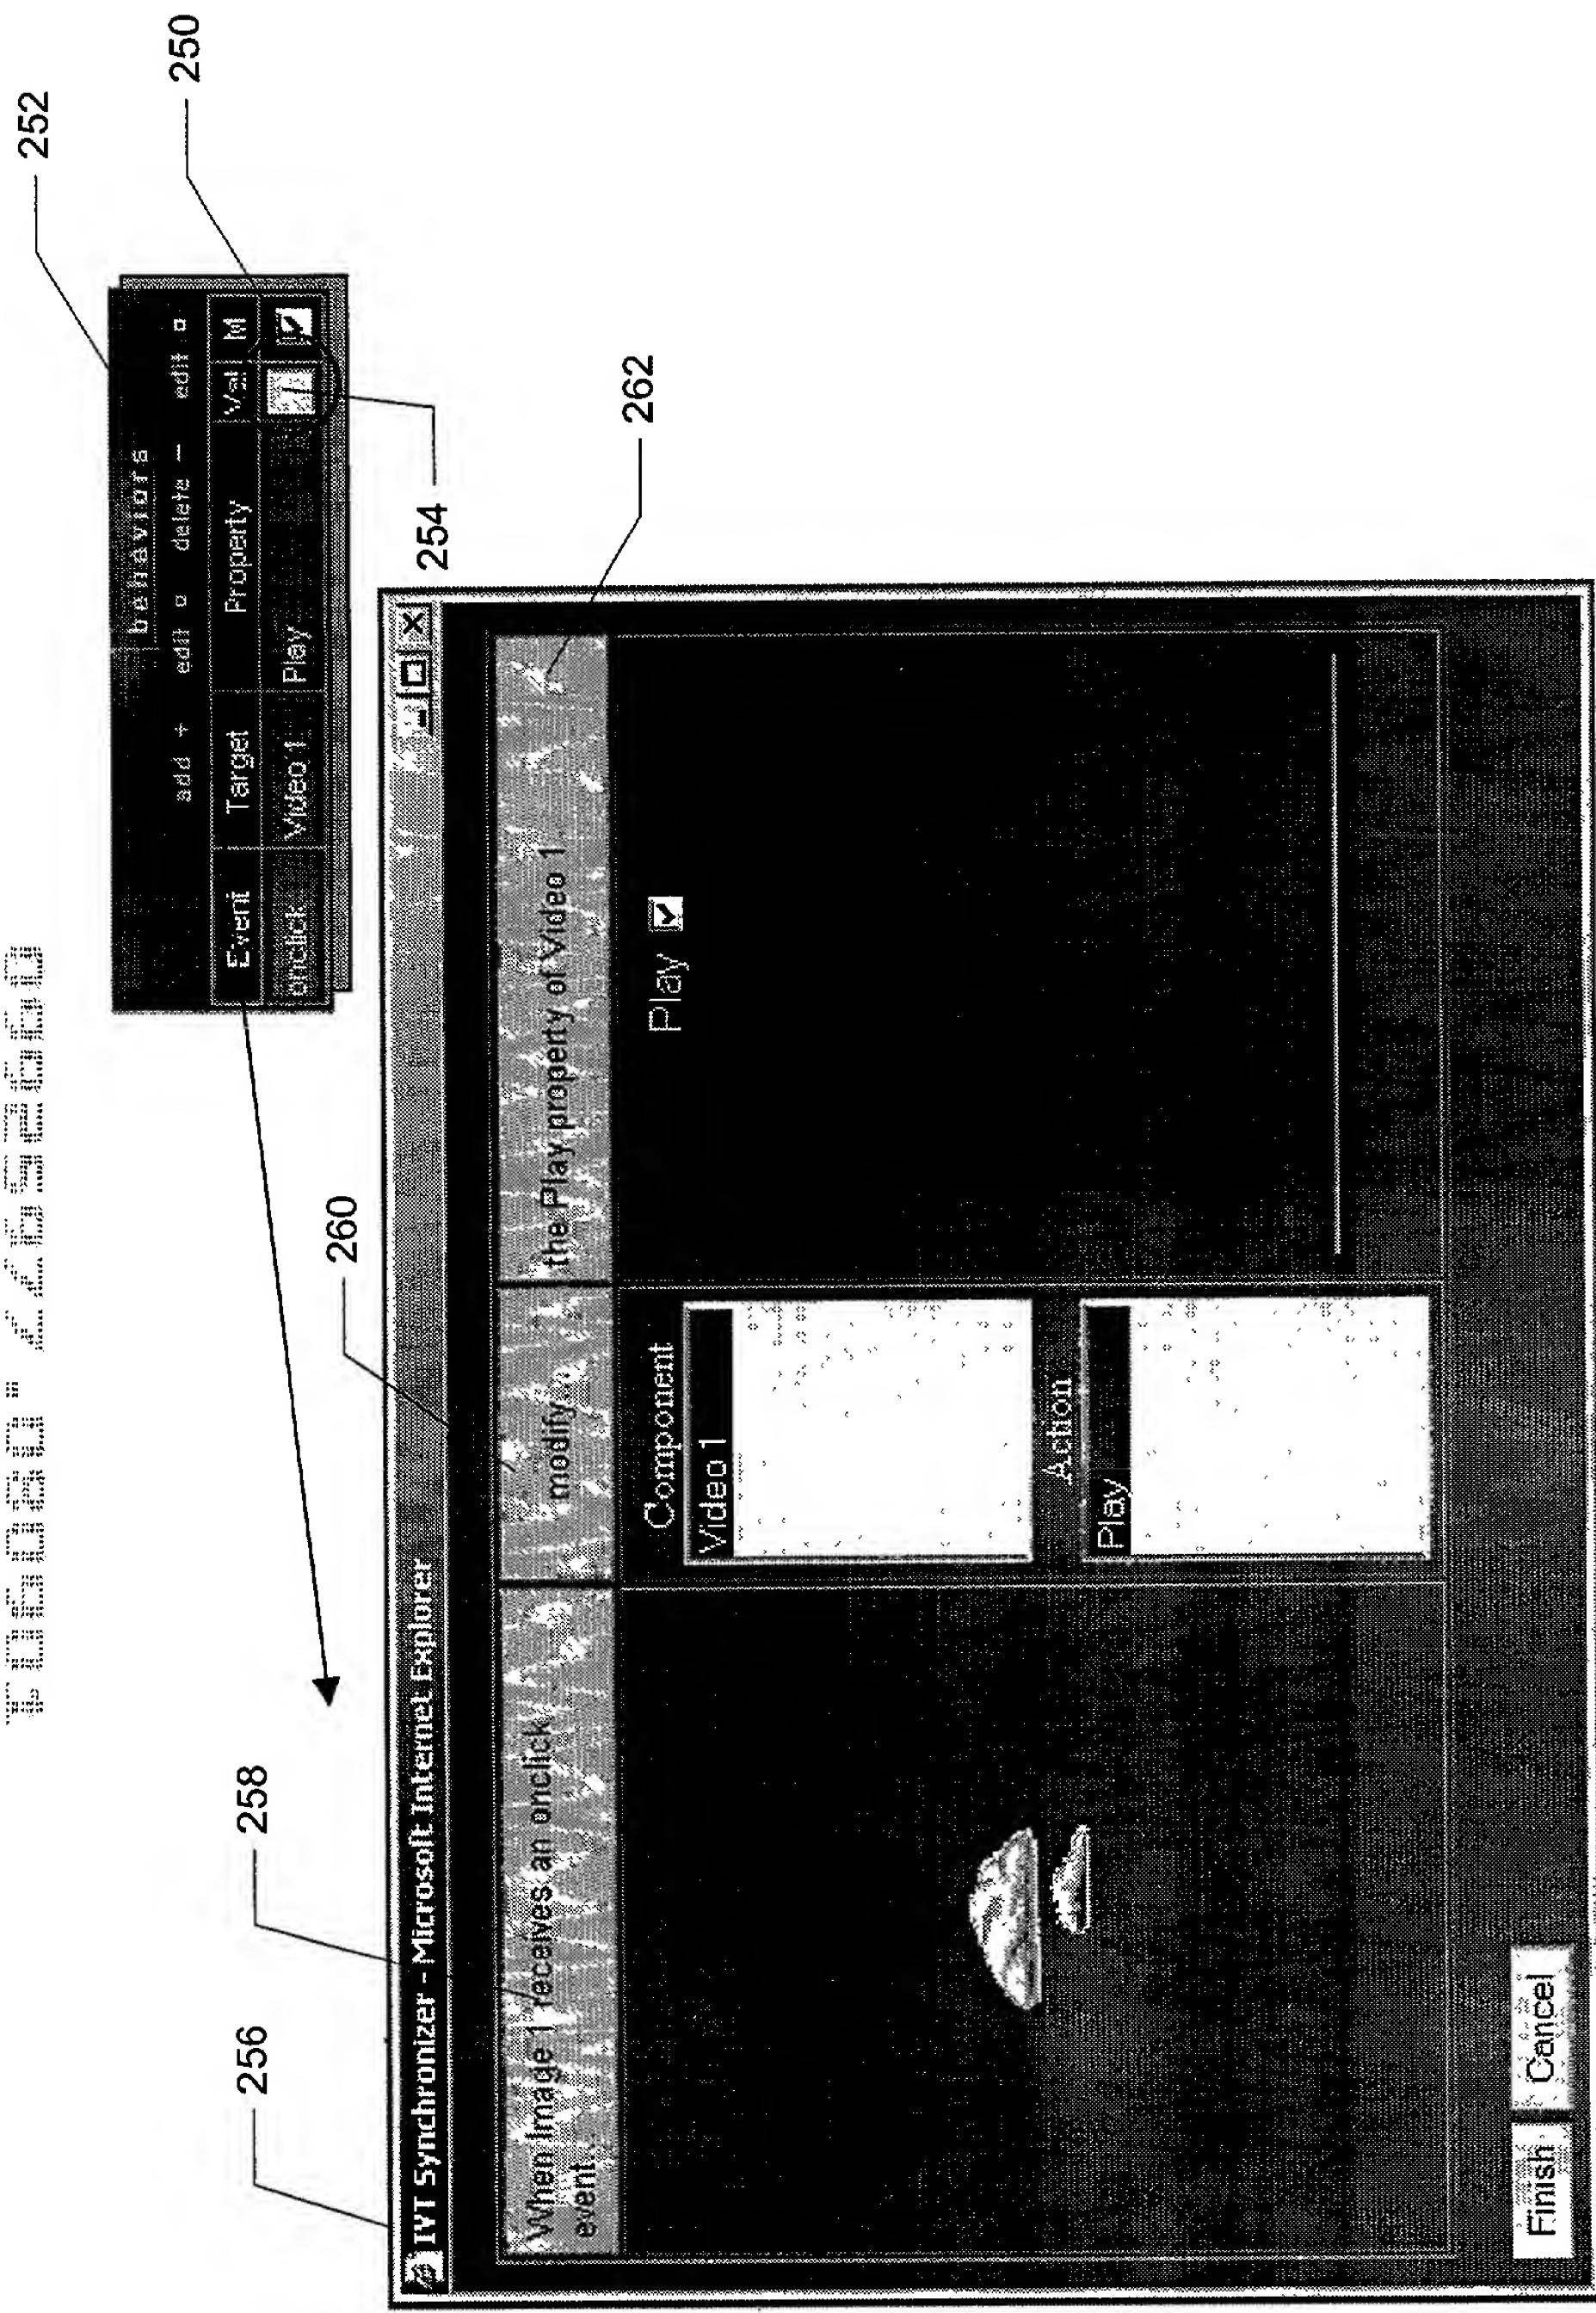 252
250
behaviors
add + edit □ delete — edit □
Event Target Property Val M
onclick Video 1 Play
254
256
258
260
262
IYT Synchronizer - Microsoft Internet Explorer
When Image 1 receives an onclick
event...
modify...
the Play property of Video 1
Component
Video 1
Action
Play
Play
Finish
Cancel